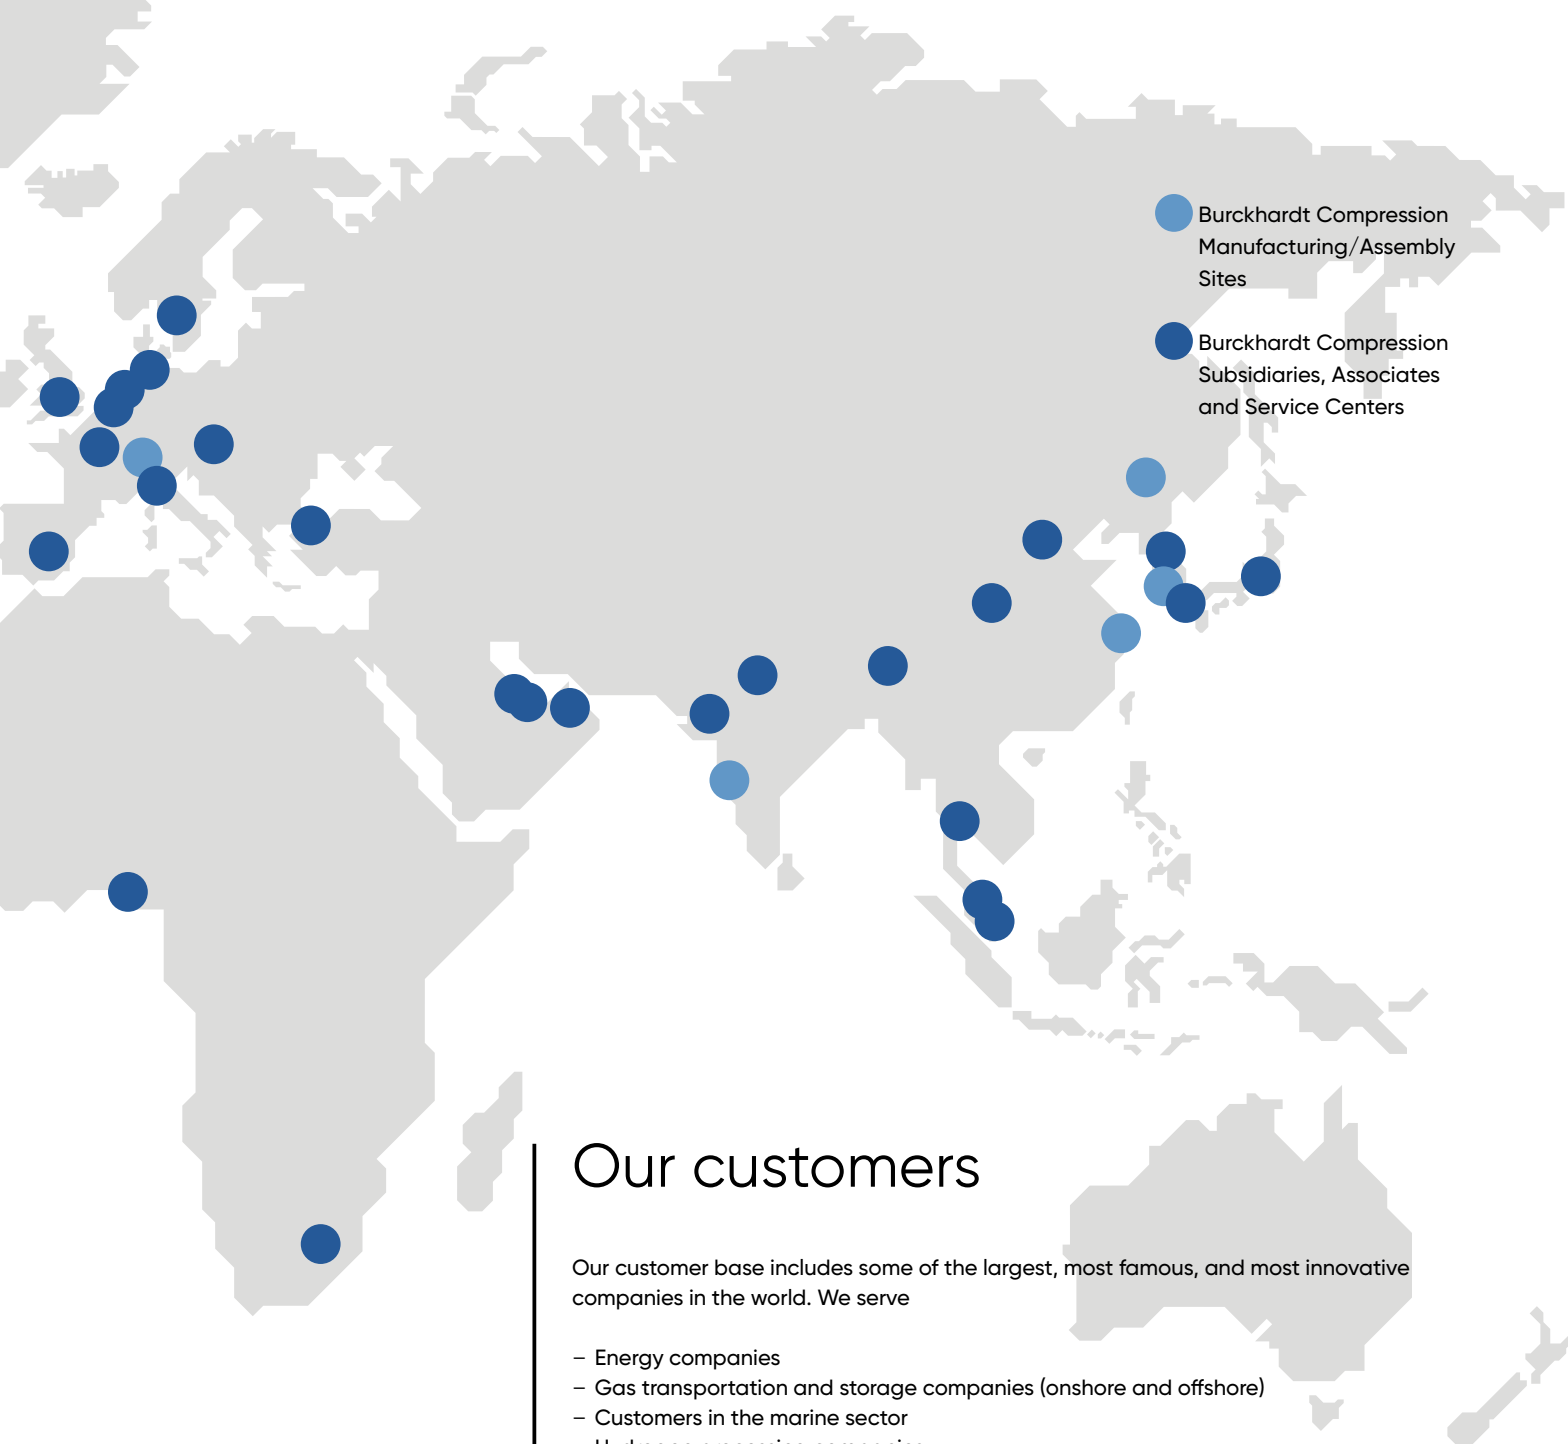 Burckhardt Compression
Manufacturing/Assembly
Sites
Burckhardt Compression
Subsidiaries, Associates
and Service Centers
Our customers
Our customer base includes some of the largest, most famous, and most innovative
companies in the world. We serve
– Energy companies
– Gas transportation and storage companies (onshore and offshore)
– Customers in the marine sector